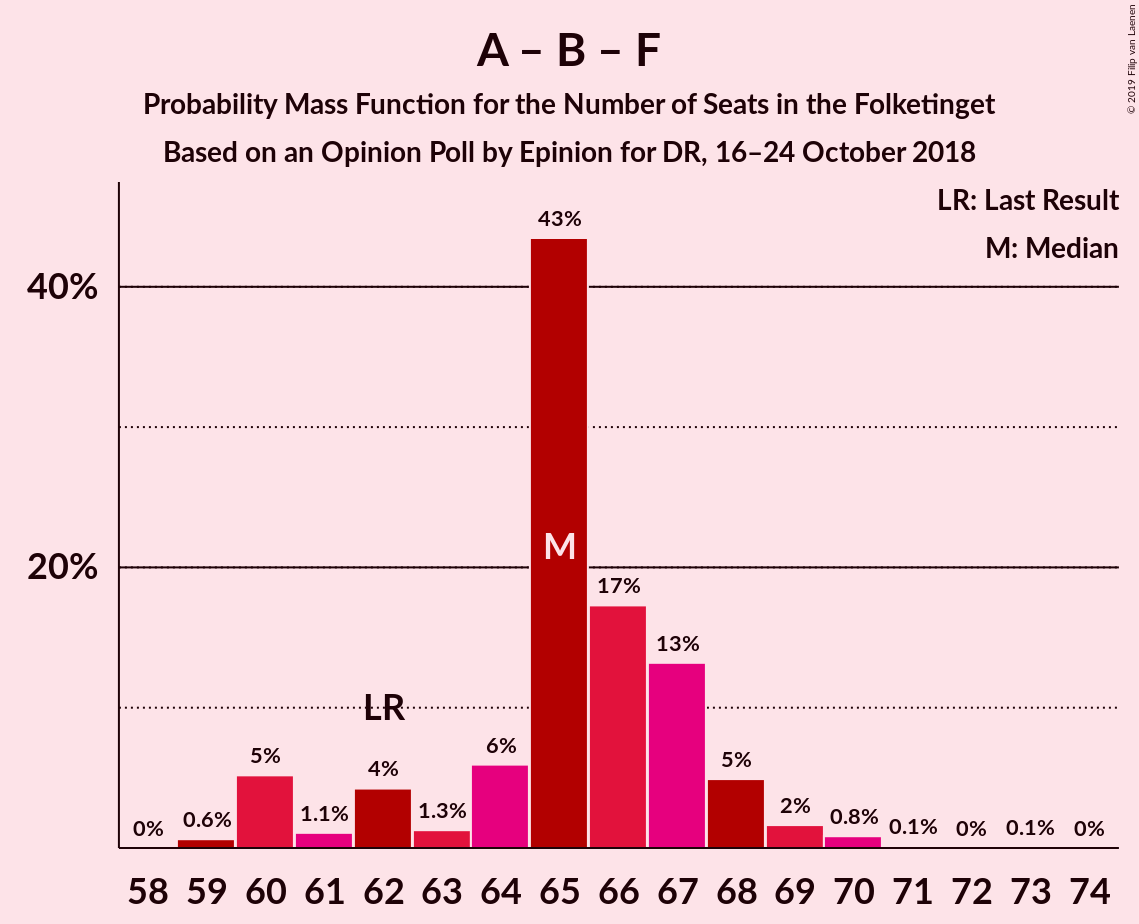 A – B – F
Probability Mass Function for the Number of Seats in the Folketinget
Based on an Opinion Poll by Epinion for DR, 16–24 October 2018
© 2019 Filip van Laenen
LR: Last Result
M: Median
40%
20%
0%
0.6%
5%
1.1%
4%
1.3%
6%
43%
17%
13%
5%
2%
0.8%
0.1%
0%
0.1%
0%
LR
M
58 59 60 61 62 63 64 65 66 67 68 69 70 71 72 73 74